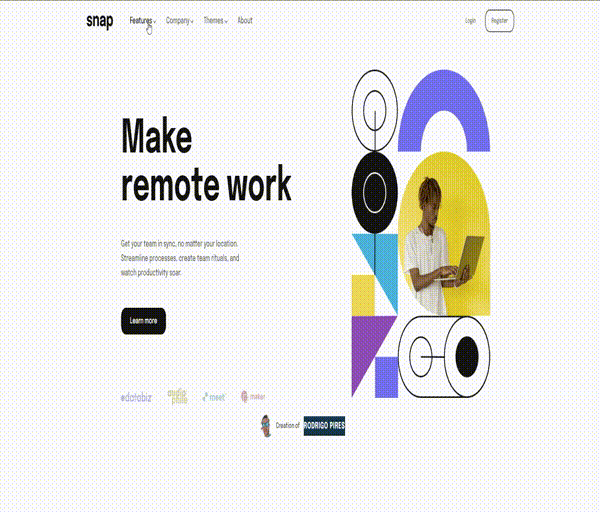 snap
Features
Company
Themes
About
Login
Register
Make
remote work
Get your team in sync, no matter your location.
Streamline processes, create team rituals, and
watch productivity soar.
Learn more
databiz
audio
phile
meet
maker
Creation of RODRIGO PIRES